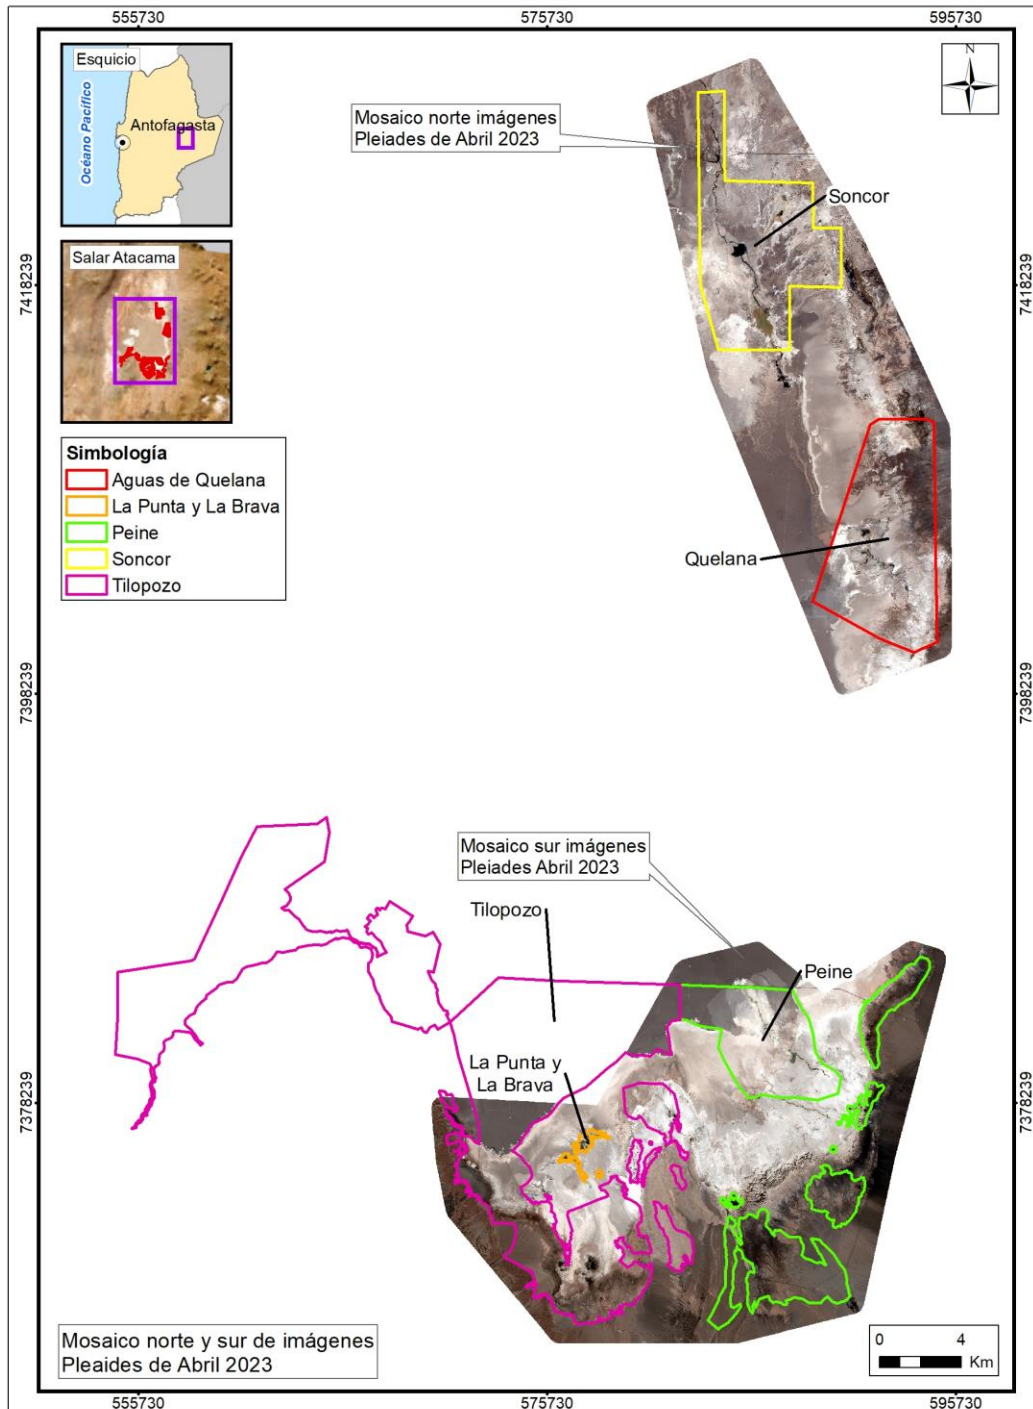 555730
575730
595730
Esquicio
Océano Pacífico
Antofagasta
N
Mosaico norte imágenes
Pleiades de Abril 2023
Soncor
Salar Atacama
7418239
7418239
Simbología
Aguas de Quelana
La Punta y La Brava
Peine
Soncor
Tilopozo
Quelana
7398239
7398239
Mosaico sur imágenes
Pleiades Abril 2023
Tilopozo
Peine
La Punta y
La Brava
7378239
7378239
Mosaico norte y sur de imágenes
Pleaides de Abril 2023
0 4
Km
555730
575730
595730